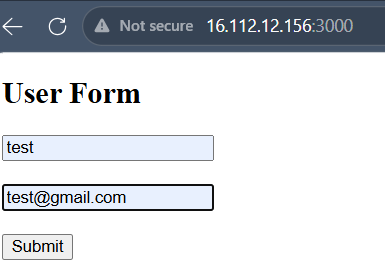 Not secure 16.112.12.156:3000
User Form
test
test@gmail.com
Submit